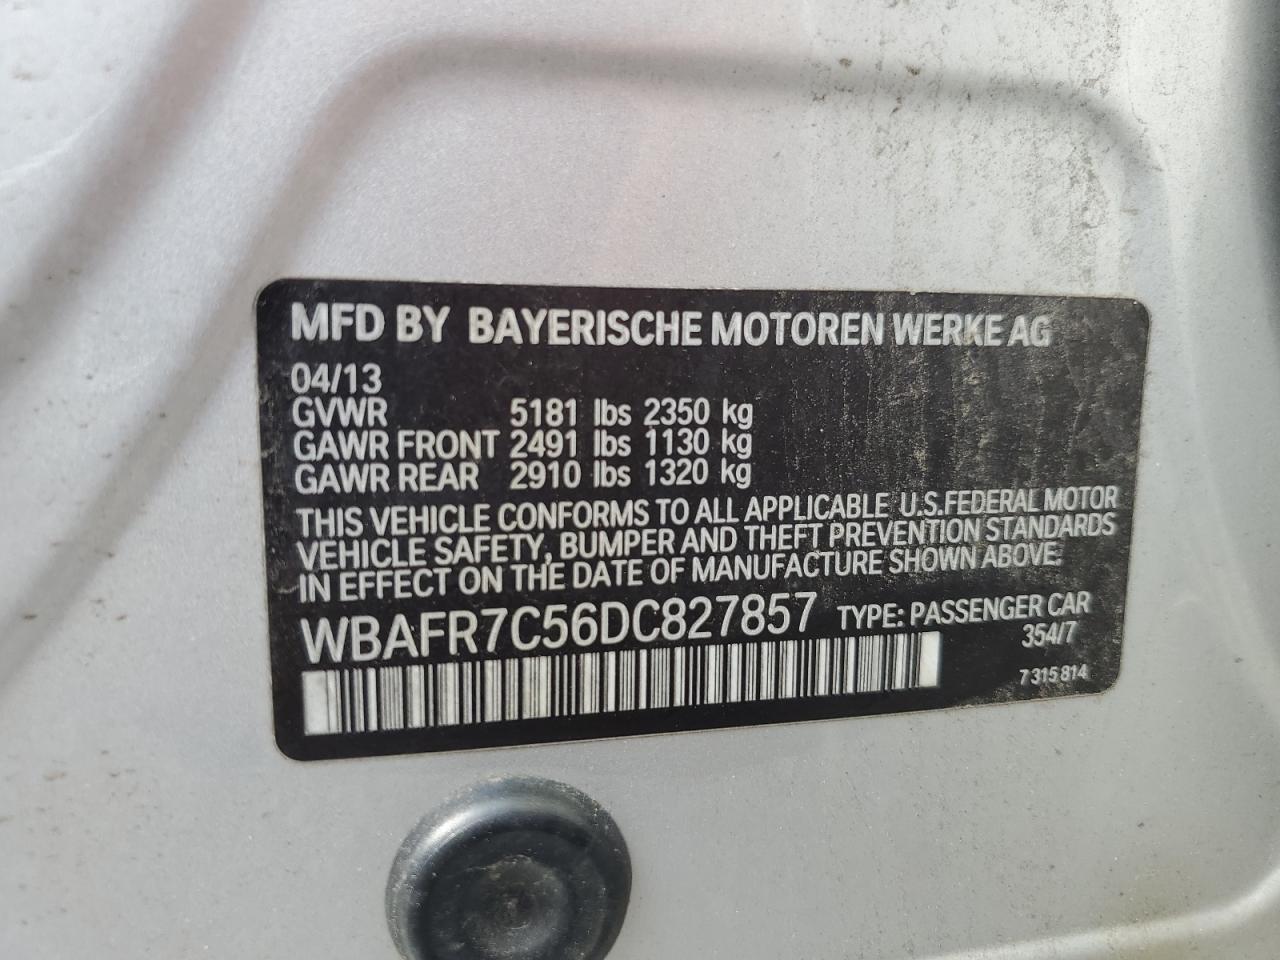 MFD BY BAYERISCHE MOTOREN WERKE AG
04/13
GVWR 5181 lbs 2350 kg
GAWR FRONT 2491 lbs 1130 kg
GAWR REAR 2910 lbs 1320 kg
THIS VEHICLE CONFORMS TO ALL APPLICABLE U.S.FEDERAL MOTOR
VEHICLE SAFETY, BUMPER AND THEFT PREVENTION STANDARDS
IN EFFECT ON THE DATE OF MANUFACTURE SHOWN ABOVE.
WBAFR7C56DC827857 TYPE: PASSENGER CAR
354/7
7 315 814